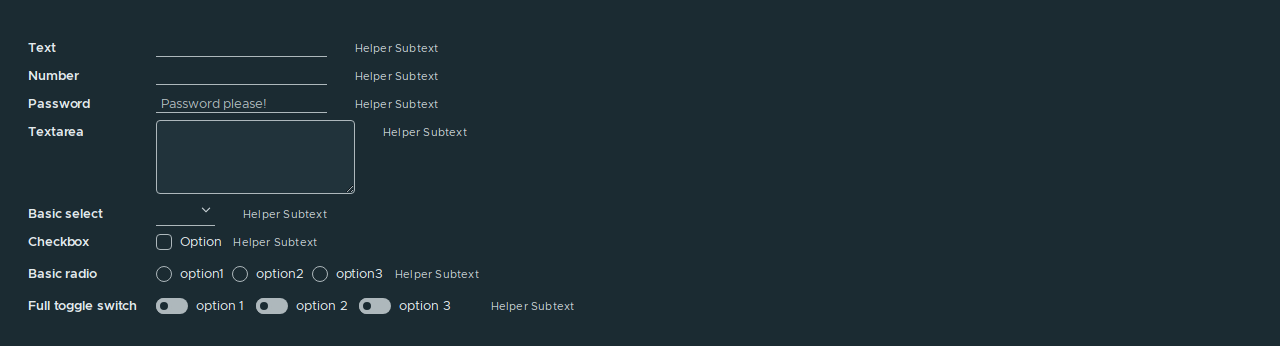 Text Helper Subtext
Number Helper Subtext
Password Password please! Helper Subtext
Textarea Helper Subtext
Basic select Helper Subtext
Checkbox Option Helper Subtext
Basic radio option1 option2 option3 Helper Subtext
Full toggle switch option 1 option 2 option 3 Helper Subtext